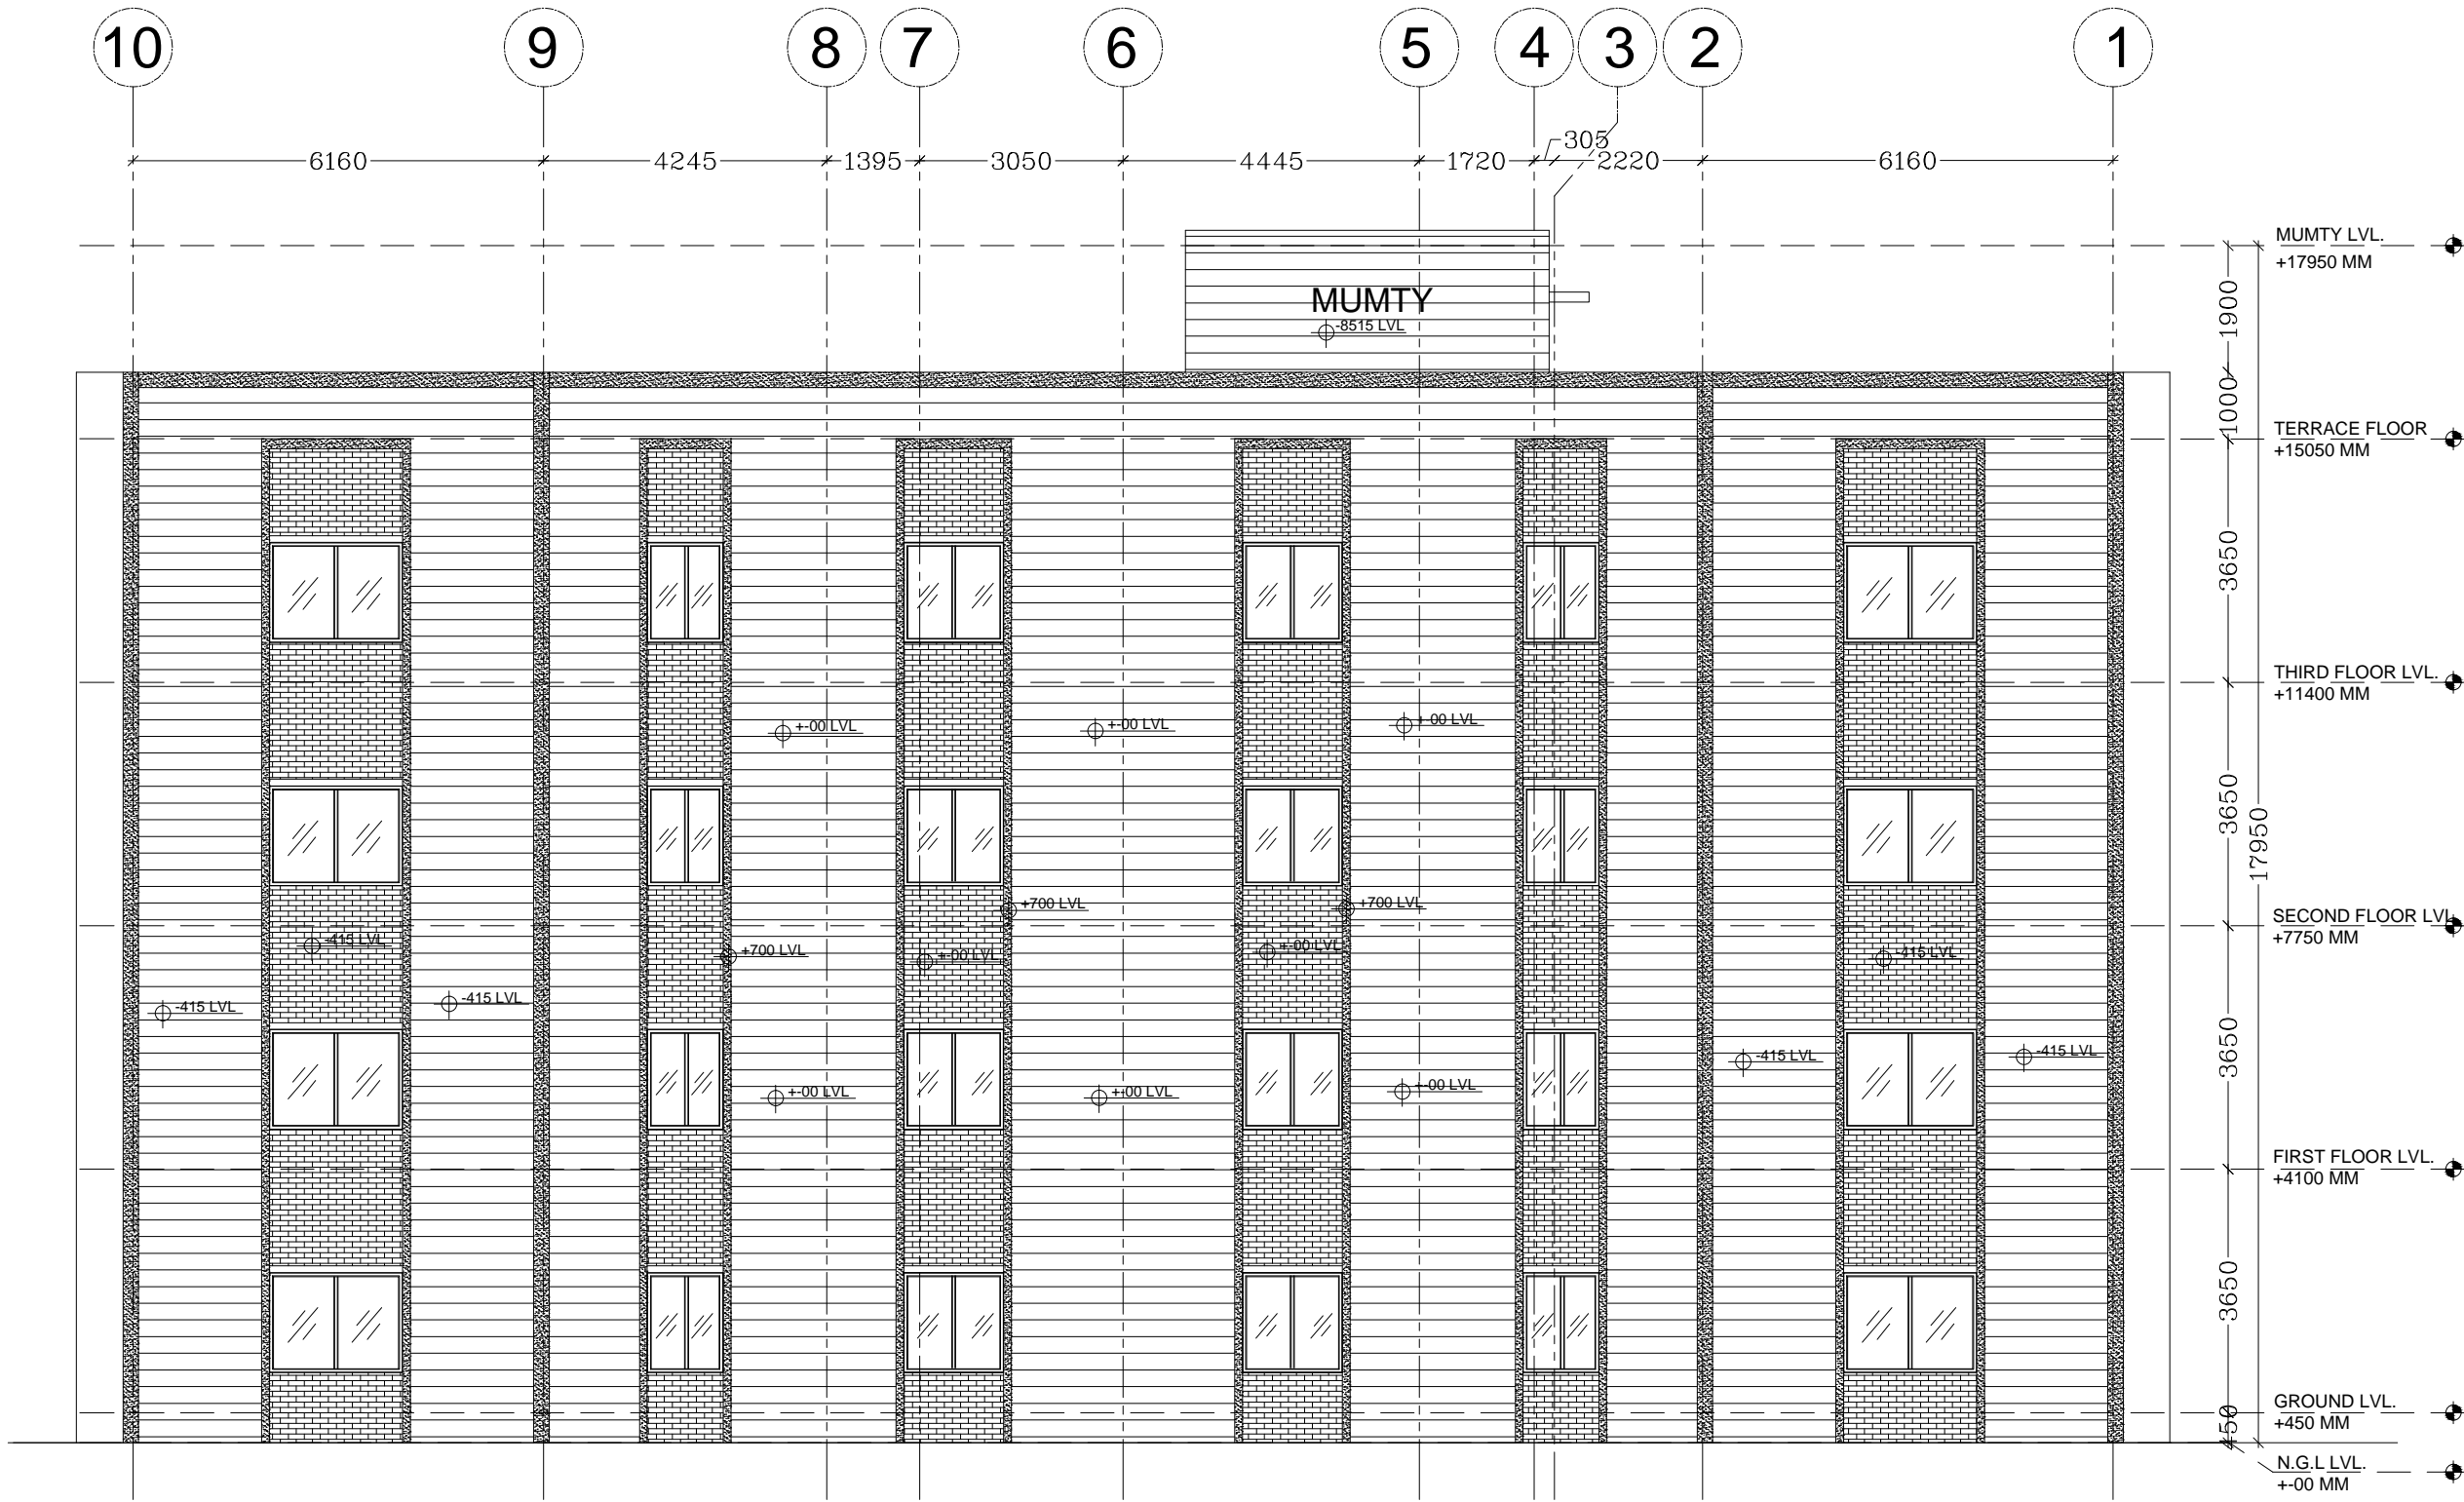 10 9 8 7 6 5 4 3 2 1
305
6160 4245 1395 3050 4445 1720 2220 6160
MUMTY LVL.
+17950 MM
MUMTY
-8515 LVL
1900
1000
TERRACE FLOOR
+15050 MM
3650
THIRD FLOOR LVL.
+11400 MM
+-00 LVL +-00 LVL +-00 LVL
3650
17950
+700 LVL +700 LVL
SECOND FLOOR LVL
+7750 MM
-415 LVL +700 LVL +-00 LVL +-00 LVL -415 LVL
-415 LVL -415 LVL
3650
-415 LVL -415 LVL
+-00 LVL +-00 LVL +-00 LVL
FIRST FLOOR LVL.
+4100 MM
3650
GROUND LVL.
+450 MM
450
N.G.L LVL.
+-00 MM